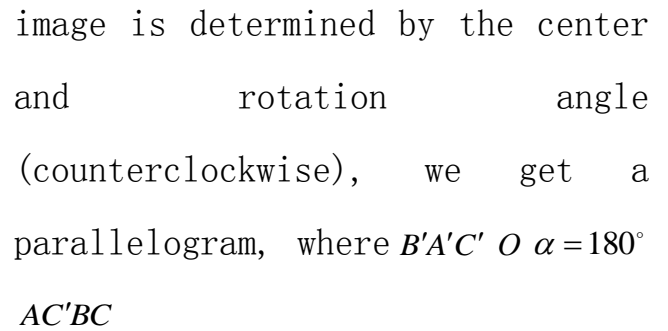 image is determined by the center
and rotation angle
(counterclockwise), we get a
parallelogram, where B′A′C′ O α = 180°
AC′BC